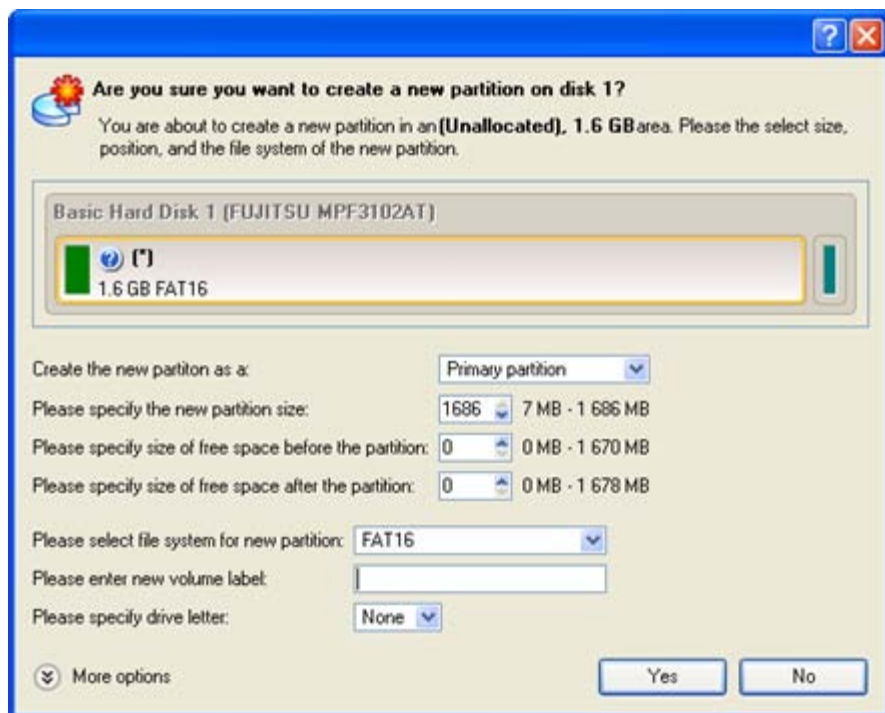 Are you sure you want to create a new partition on disk 1?
You are about to create a new partition in an (Unallocated), 1.6 GB area. Please the select size,
position, and the file system of the new partition.
Basic Hard Disk 1 (FUJITSU MPF3102AT)
(*)
1.6 GB FAT16
Create the new partiton as a: Primary partition
Please specify the new partition size: 1686 7 MB - 1 686 MB
Please specify size of free space before the partition: 0 0 MB - 1 670 MB
Please specify size of free space after the partition: 0 0 MB - 1 678 MB
Please select file system for new partition: FAT16
Please enter new volume label:
Please specify drive letter: None
More options Yes No